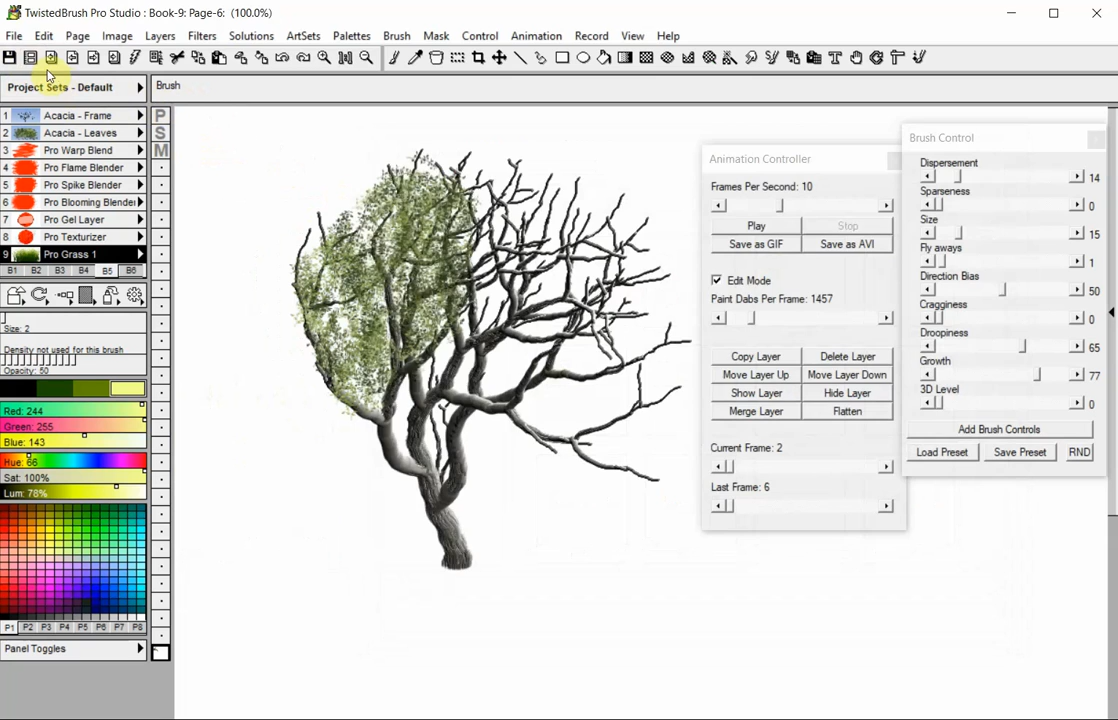 TwistedBrush Pro Studio : Book-9: Page-6:  (100.0%)
File Edit Page Image Layers Filters Solutions ArtSets Palettes Brush Mask Control Animation Record View Help
Project Sets - Default
Brush
1 Acacia - Frame
2 Acacia - Leaves
3 Pro Warp Blend
4 Pro Flame Blender
5 Pro Spike Blender
6 Pro Blooming Blender
7 Pro Gel Layer
8 Pro Texturizer
9 Pro Grass 1
B1 B2 B3 B4 B5 B6
P
S
M
Size: 2
Density not used for this brush
Opacity: 50
Red: 244
Green: 255
Blue: 143
Hue: 66
Sat: 100%
Lum: 78%
P1 P2 P3 P4 P5 P6 P7 P8
Panel Toggles
Animation Controller
Frames Per Second: 10
Play Stop
Save as GIF Save as AVI
Edit Mode
Paint Dabs Per Frame: 1457
Copy Layer Delete Layer
Move Layer Up Move Layer Down
Show Layer Hide Layer
Merge Layer Flatten
Current Frame: 2
Last Frame: 6
Brush Control
Dispersement
14
Sparseness
0
Size
15
Fly aways
1
Direction Bias
50
Cragginess
0
Droopiness
65
Growth
77
3D Level
0
Add Brush Controls
Load Preset Save Preset RND